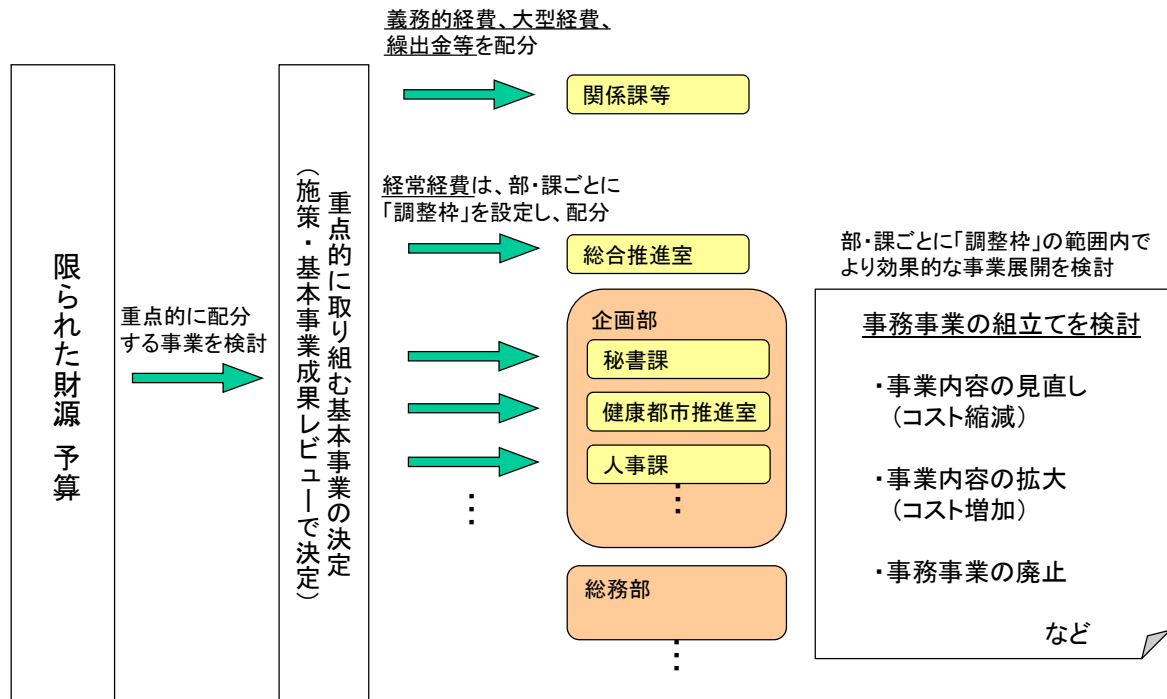 限られた財源 予算
重点的に配分
する事業を検討
重点的に取り組む基本事業の決定
（施策・基本事業成果レビューで決定）
義務的経費、大型経費、
繰出金等を配分
関係課等
経常経費は、部・課ごとに
「調整枠」を設定し、配分
総合推進室
企画部
秘書課
健康都市推進室
人事課
⋮
⋮
総務部
⋮
部・課ごとに「調整枠」の範囲内で
より効果的な事業展開を検討
事務事業の組立てを検討
・事業内容の見直し
（コスト縮減）
・事業内容の拡大
（コスト増加）
・事務事業の廃止
など